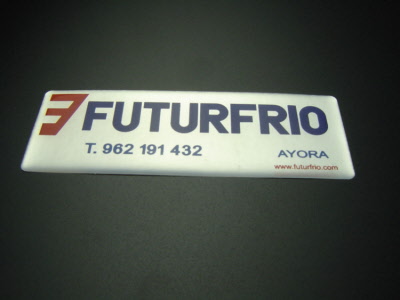 FUTURFRIO
T. 962 191 432
AYORA
www.futurfrio.com